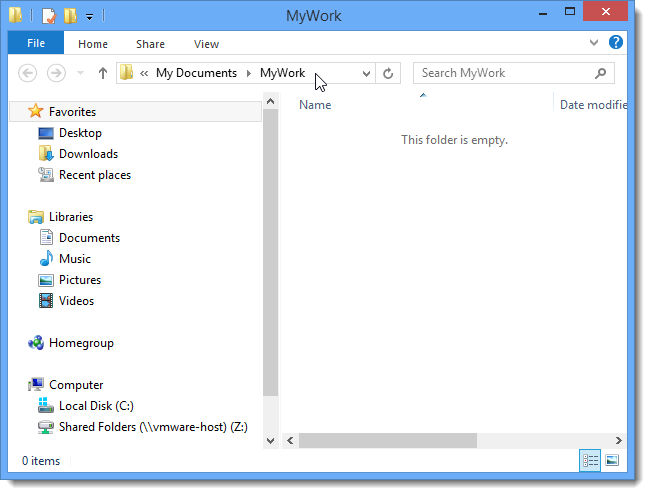 MyWork
File Home Share View
« My Documents MyWork Search MyWork
Favorites
Desktop
Downloads
Recent places
Libraries
Documents
Music
Pictures
Videos
Homegroup
Computer
Local Disk (C:)
Shared Folders (\\vmware-host) (Z:)
Name Date modifie
This folder is empty.
0 items